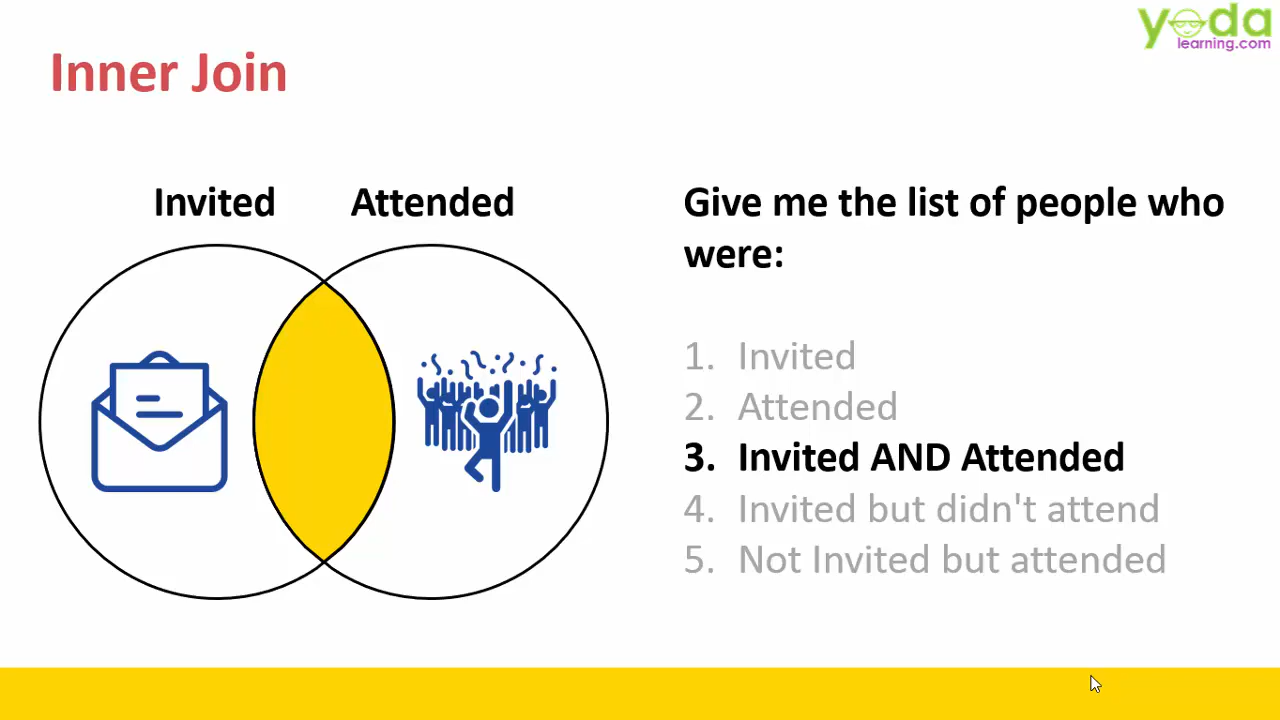 yoda
learning.com
Inner Join
Invited
Attended
Give me the list of people who
were:
1. Invited
2. Attended
3. Invited AND Attended
4. Invited but didn't attend
5. Not Invited but attended